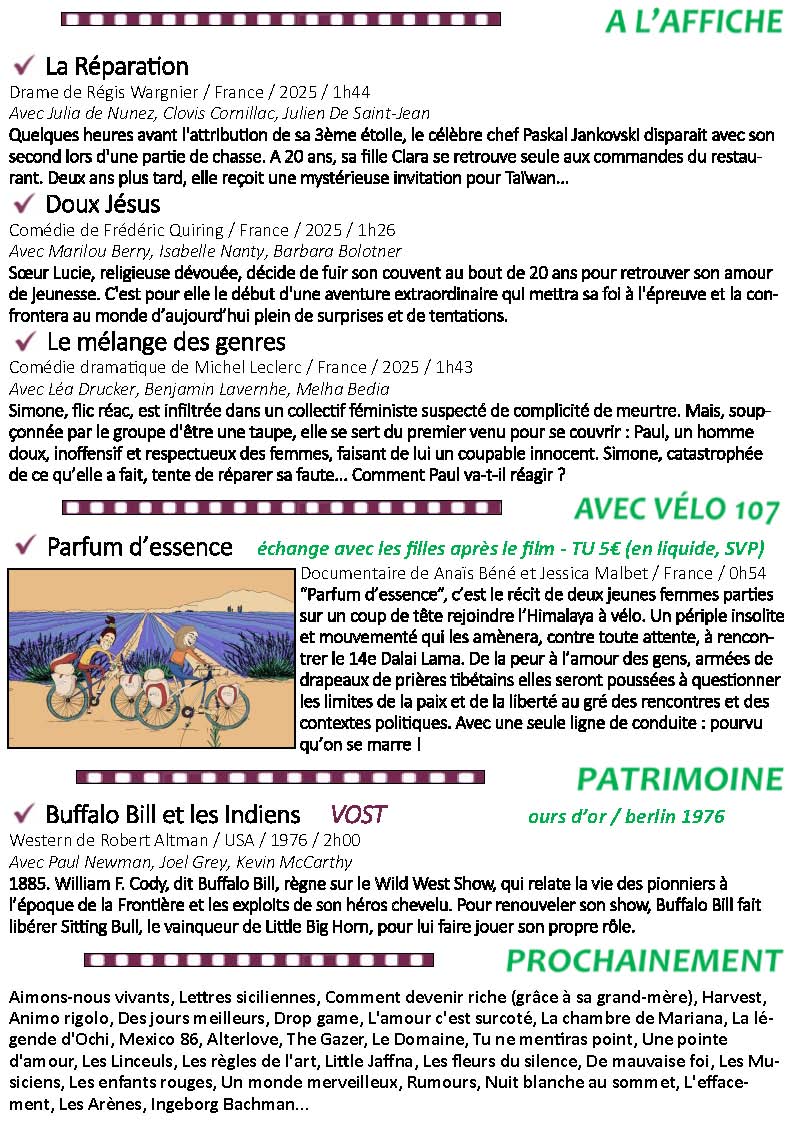 A L'AFFICHE
La Réparation
Drame de Régis Wargnier / France / 2025 / 1h44
Avec Julia de Nunez, Clovis Cornillac, Julien De Saint-Jean
Quelques heures avant l'attribution de sa 3ème étoile, le célèbre chef Paskal Jankovski disparait avec son
second lors d'une partie de chasse. A 20 ans, sa fille Clara se retrouve seule aux commandes du restau-
rant. Deux ans plus tard, elle reçoit une mystérieuse invitation pour Taïwan...
Doux Jésus
Comédie de Frédéric Quiring / France / 2025 / 1h26
Avec Marilou Berry, Isabelle Nanty, Barbara Bolotner
Sœur Lucie, religieuse dévouée, décide de fuir son couvent au bout de 20 ans pour retrouver son amour
de jeunesse. C'est pour elle le début d'une aventure extraordinaire qui mettra sa foi à l'épreuve et la con-
frontera au monde d’aujourd’hui plein de surprises et de tentations.
Le mélange des genres
Comédie dramatique de Michel Leclerc / France / 2025 / 1h43
Avec Léa Drucker, Benjamin Lavernhe, Melha Bedia
Simone, flic réac, est infiltrée dans un collectif féministe suspecté de complicité de meurtre. Mais, soup-
çonnée par le groupe d'être une taupe, elle se sert du premier venu pour se couvrir : Paul, un homme
doux, inoffensif et respectueux des femmes, faisant de lui un coupable innocent. Simone, catastrophée
de ce qu’elle a fait, tente de réparer sa faute... Comment Paul va-t-il réagir ?
AVEC VÉLO 107
Parfum d’essence échange avec les filles après le film - TU 5€ (en liquide, SVP)
Documentaire de Anaïs Béné et Jessica Malbet / France / 0h54
“Parfum d’essence”, c’est le récit de deux jeunes femmes parties
sur un coup de tête rejoindre l’Himalaya à vélo. Un périple insolite
et mouvementé qui les amènera, contre toute attente, à rencon-
trer le 14e Dalai Lama. De la peur à l’amour des gens, armées de
drapeaux de prières tibétains elles seront poussées à questionner
les limites de la paix et de la liberté au gré des rencontres et des
contextes politiques. Avec une seule ligne de conduite : pourvu
qu’on se marre !
PATRIMOINE
Buffalo Bill et les Indiens VOST ours d’or / berlin 1976
Western de Robert Altman / USA / 1976 / 2h00
Avec Paul Newman, Joel Grey, Kevin McCarthy
1885. William F. Cody, dit Buffalo Bill, règne sur le Wild West Show, qui relate la vie des pionniers à
l’époque de la Frontière et les exploits de son héros chevelu. Pour renouveler son show, Buffalo Bill fait
libérer Sitting Bull, le vainqueur de Little Big Horn, pour lui faire jouer son propre rôle.
PROCHAINEMENT
Aimons-nous vivants, Lettres siciliennes, Comment devenir riche (grâce à sa grand-mère), Harvest,
Animo rigolo, Des jours meilleurs, Drop game, L'amour c'est surcoté, La chambre de Mariana, La lé-
gende d'Ochi, Mexico 86, Alterlove, The Gazer, Le Domaine, Tu ne mentiras point, Une pointe
d'amour, Les Linceuls, Les règles de l'art, Little Jaffna, Les fleurs du silence, De mauvaise foi, Les Mu-
siciens, Les enfants rouges, Un monde merveilleux, Rumours, Nuit blanche au sommet, L'efface-
ment, Les Arènes, Ingeborg Bachman...